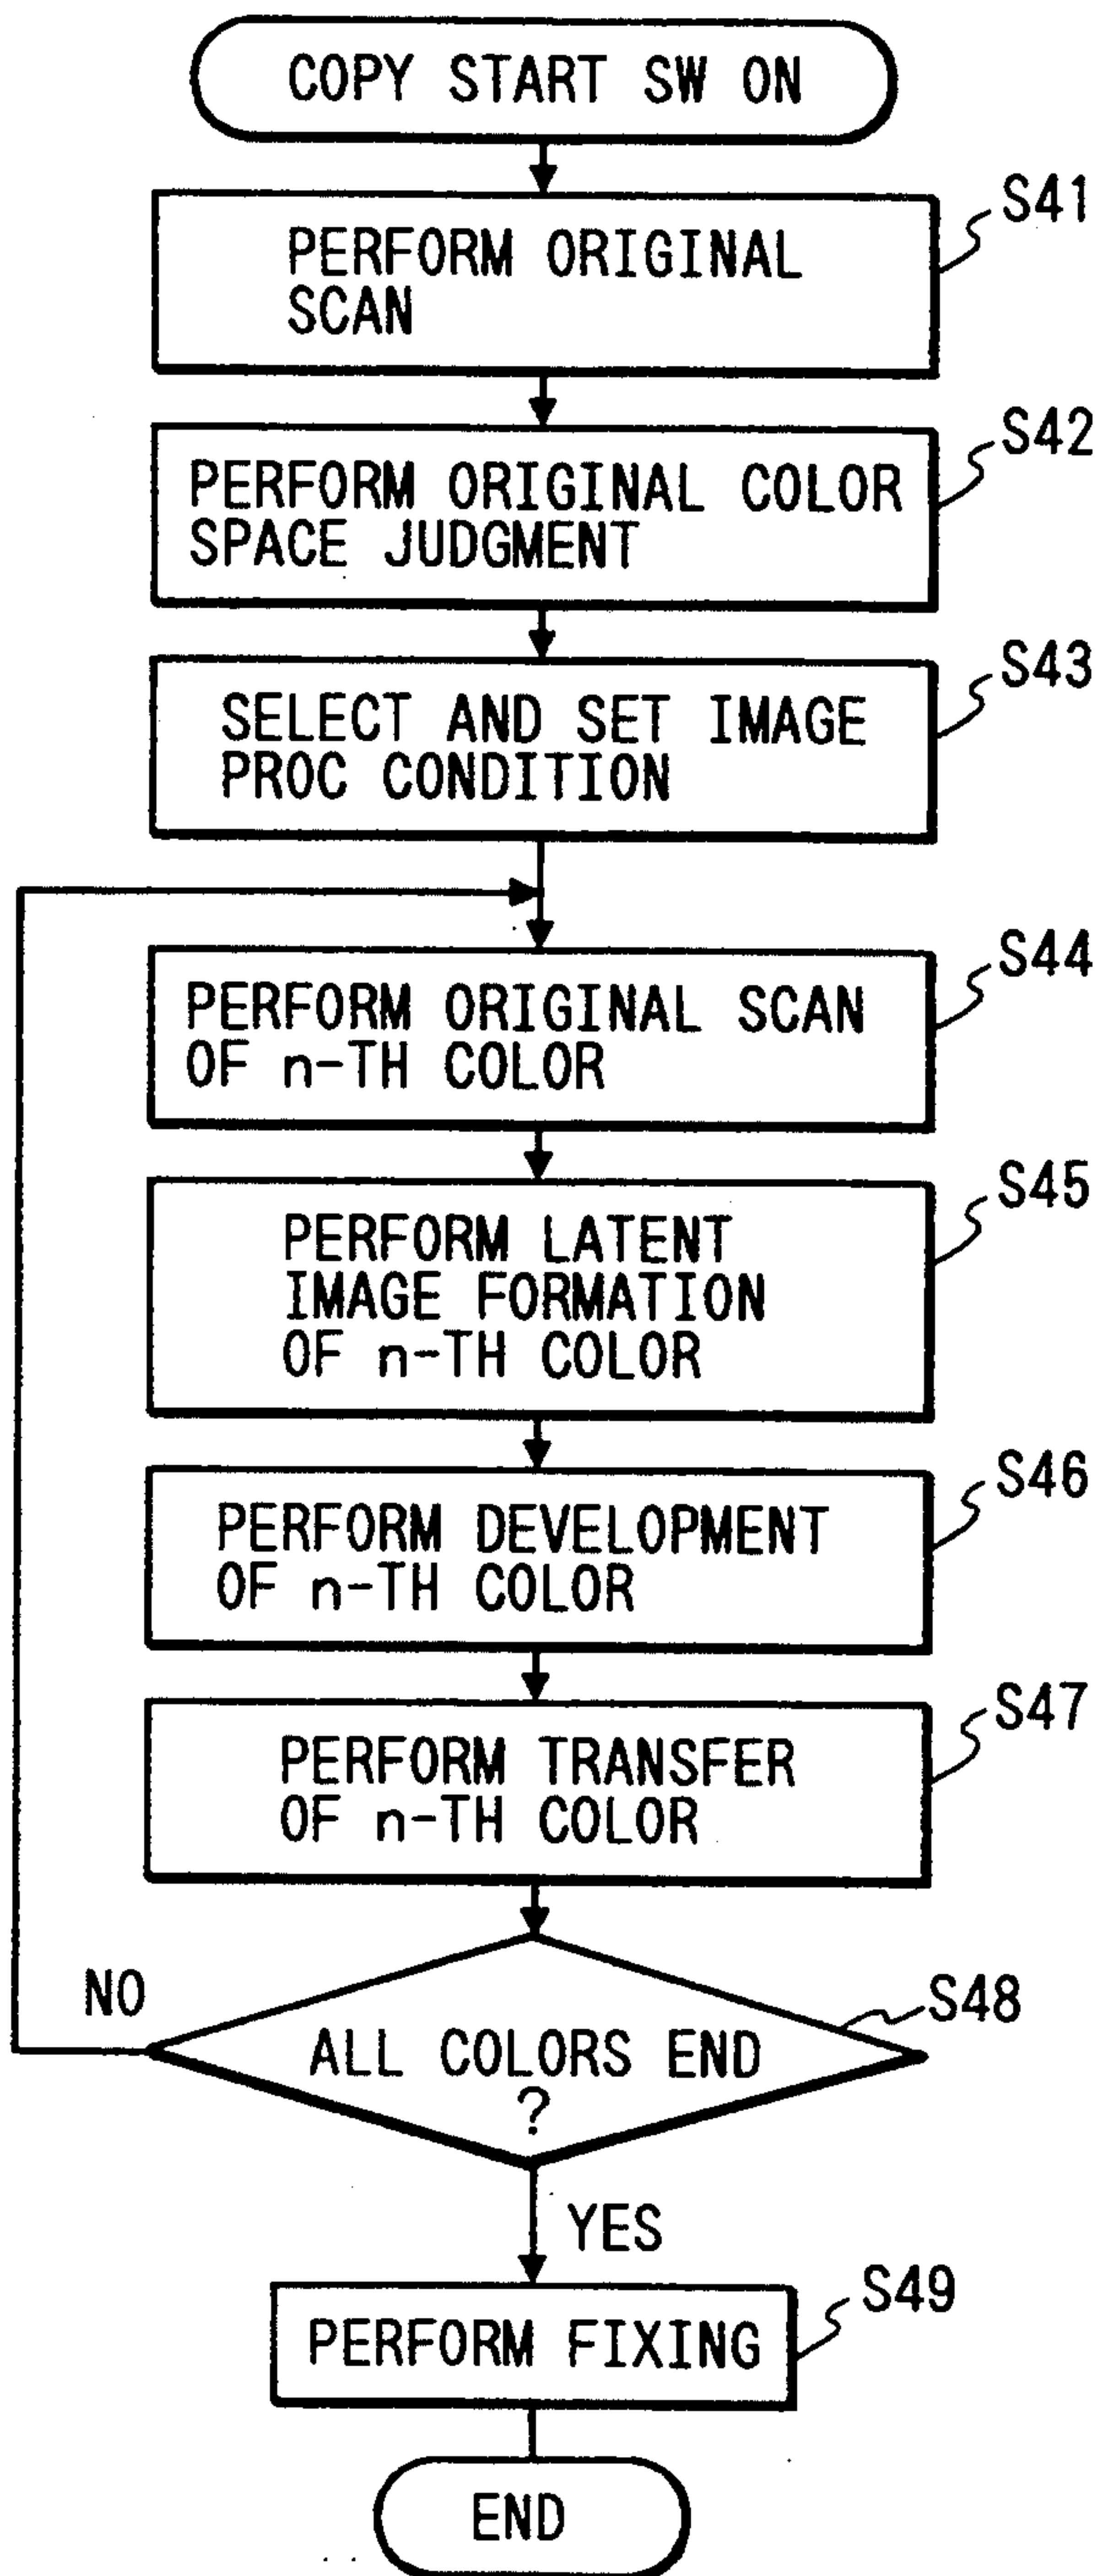 COPY START SW ON
S41
PERFORM ORIGINAL
SCAN
S42
PERFORM ORIGINAL COLOR
SPACE JUDGMENT
S43
SELECT AND SET IMAGE
PROC CONDITION
S44
PERFORM ORIGINAL SCAN
OF n-TH COLOR
S45
PERFORM LATENT
IMAGE FORMATION
OF n-TH COLOR
S46
PERFORM DEVELOPMENT
OF n-TH COLOR
S47
PERFORM TRANSFER
OF n-TH COLOR
NO
S48
ALL COLORS END
?
YES
S49
PERFORM FIXING
END